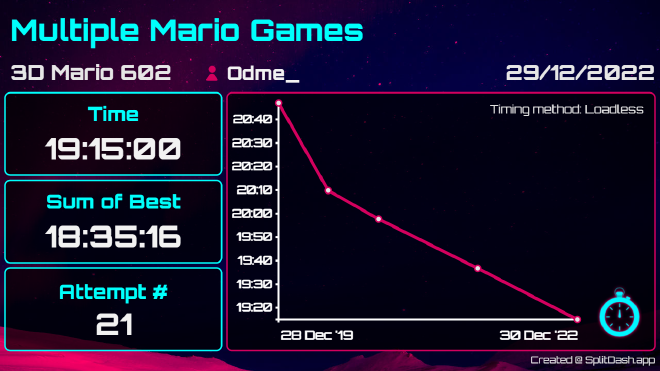 Multiple Mario Games
3D Mario 602
Odme_
29/12/2022
Time
19:15:00
Sum of Best
18:35:16
Attempt #
21
Timing method: Loadless
20:40
20:30
20:20
20:10
20:00
19:50
19:40
19:30
19:20
28 Dec '19
30 Dec '22
Created @ SplitDash.app